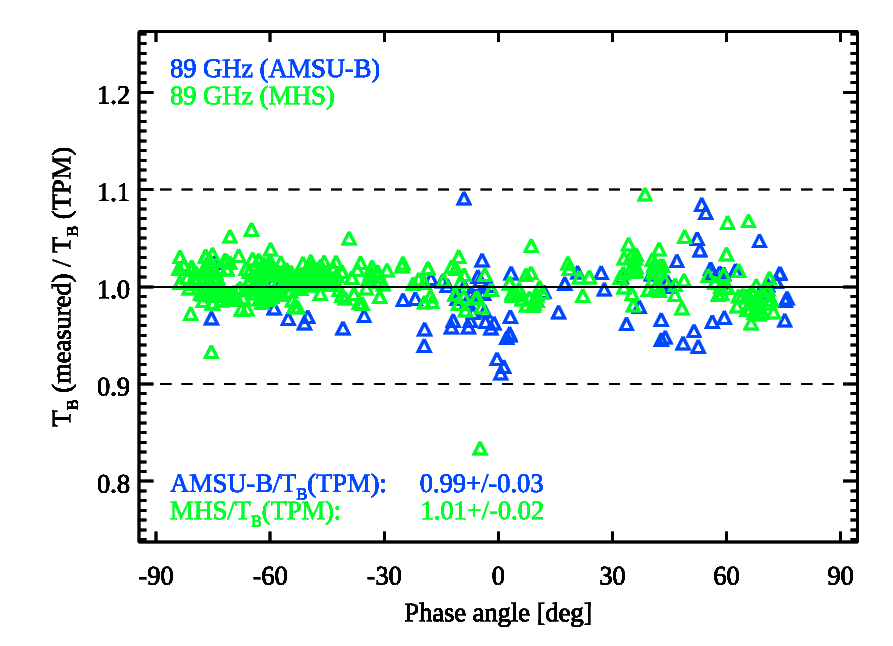 89 GHz (AMSU-B)
89 GHz (MHS)
1.2
1.1
1.0
0.9
0.8
T_B (measured) / T_B (TPM)
AMSU-B/T_B(TPM): 0.99+/-0.03
MHS/T_B(TPM): 1.01+/-0.02
-90 -60 -30 0 30 60 90
Phase angle [deg]